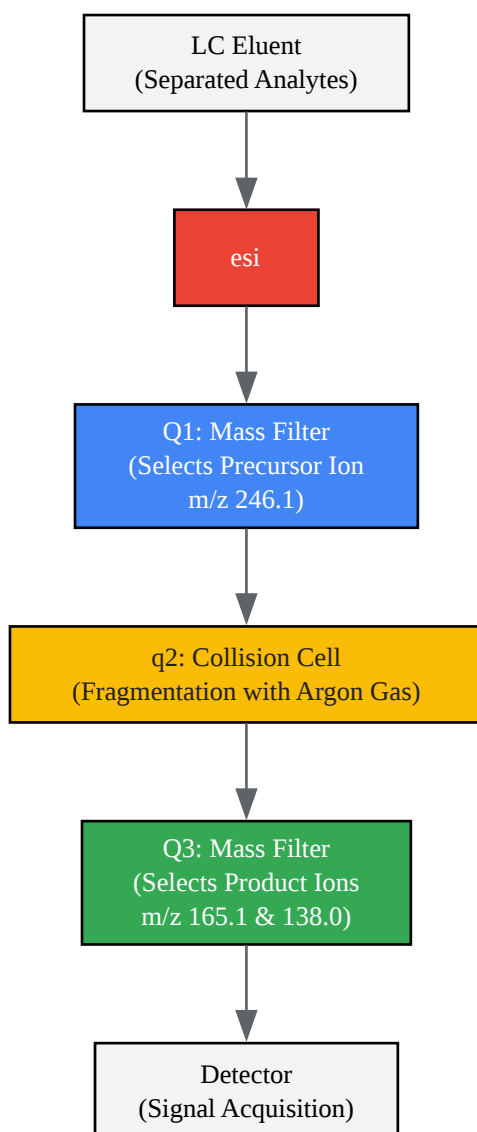 LC Eluent
(Separated Analytes)
esi
Q1: Mass Filter
(Selects Precursor Ion
m/z 246.1)
q2: Collision Cell
(Fragmentation with Argon Gas)
Q3: Mass Filter
(Selects Product Ions
m/z 165.1 & 138.0)
Detector
(Signal Acquisition)